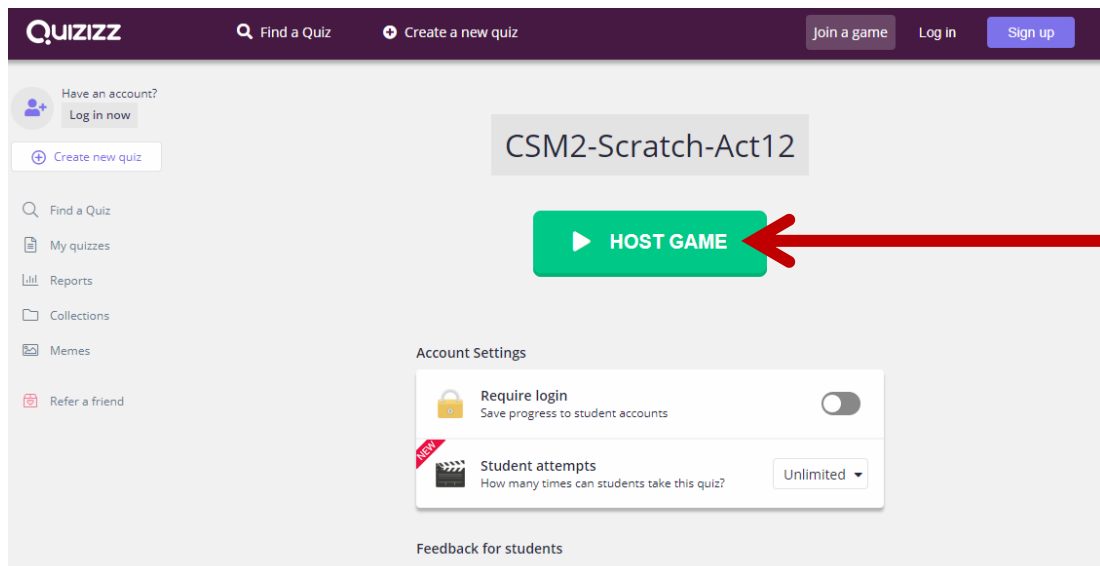 Quizizz
Find a Quiz
Create a new quiz
Join a game
Log in
Sign up
Have an account?
Log in now
Create new quiz
Find a Quiz
My quizzes
Reports
Collections
Memes
Refer a friend
CSM2-Scratch-Act12
HOST GAME
Account Settings
Require login
Save progress to student accounts
NEW
Student attempts
How many times can students take this quiz?
Unlimited
Feedback for students